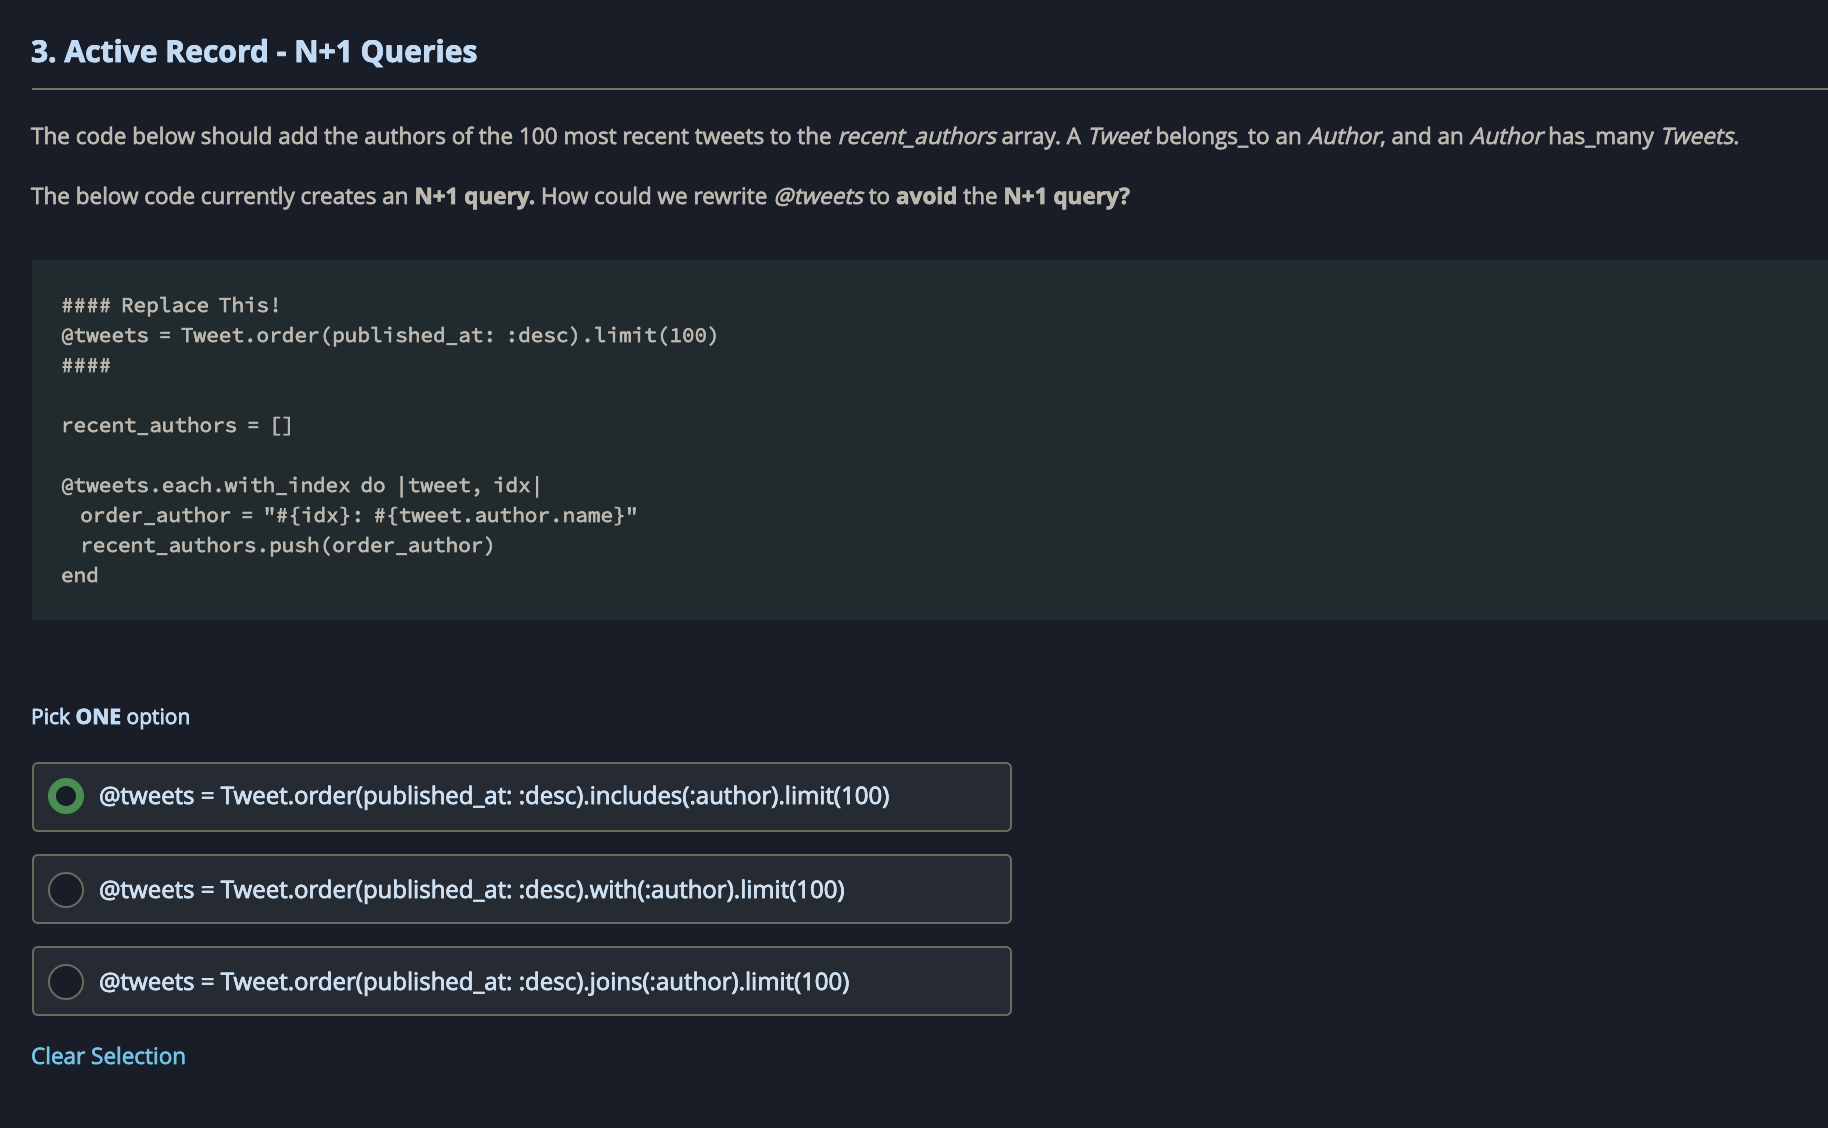 3. Active Record - N+1 Queries
The code below should add the authors of the 100 most recent tweets to the recent_authors array. A Tweet belongs_to an Author, and an Author has_many Tweets.
The below code currently creates an N+1 query. How could we rewrite @tweets to avoid the N+1 query?
#### Replace This!
@tweets = Tweet.order(published_at: :desc).limit(100)
####
recent_authors = []
@tweets.each.with_index do |tweet, idx|
  order_author = "#{idx}: #{tweet.author.name}"
  recent_authors.push(order_author)
end
Pick ONE option
@tweets = Tweet.order(published_at: :desc).includes(:author).limit(100)
@tweets = Tweet.order(published_at: :desc).with(:author).limit(100)
@tweets = Tweet.order(published_at: :desc).joins(:author).limit(100)
Clear Selection